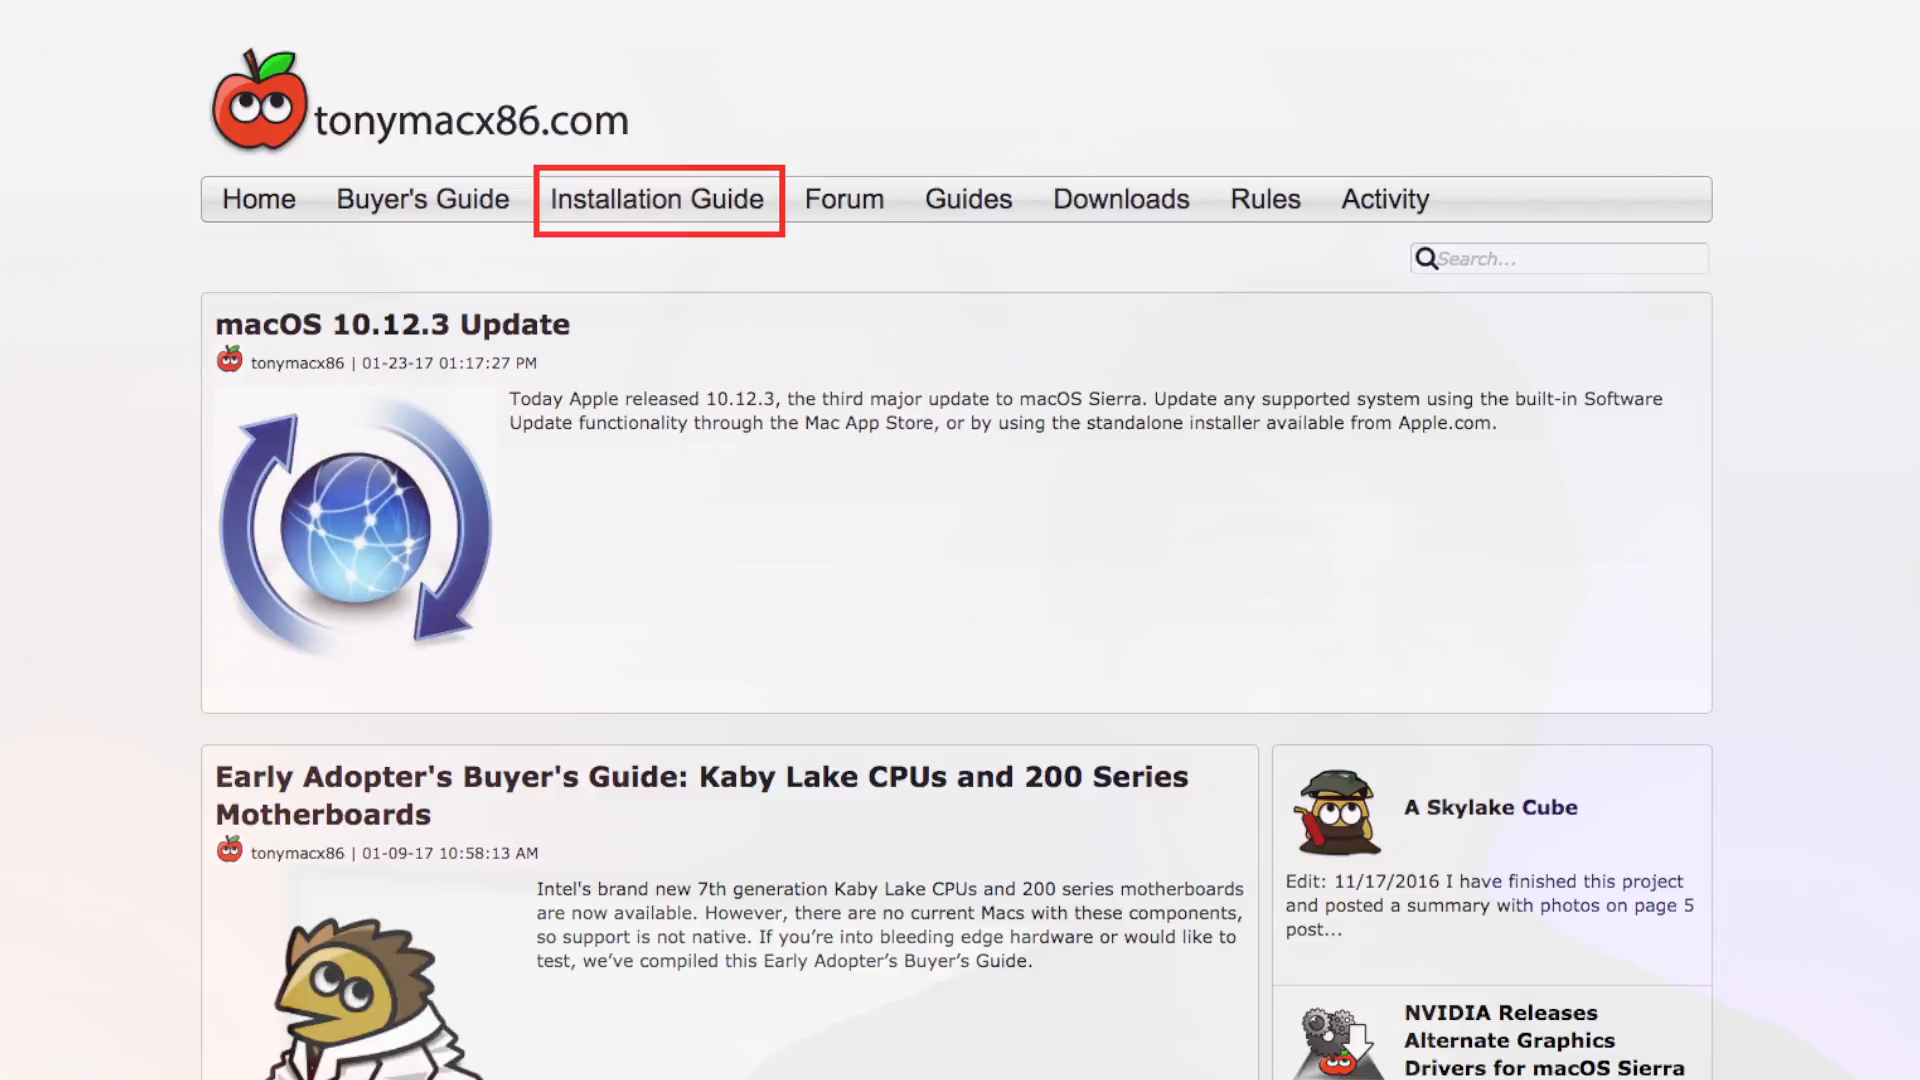 tonymacx86.com
Home Buyer's Guide Installation Guide Forum Guides Downloads Rules Activity
Search...
macOS 10.12.3 Update
tonymacx86 | 01-23-17 01:17:27 PM
Today Apple released 10.12.3, the third major update to macOS Sierra. Update any supported system using the built-in Software
Update functionality through the Mac App Store, or by using the standalone installer available from Apple.com.
Early Adopter's Buyer's Guide: Kaby Lake CPUs and 200 Series
Motherboards
tonymacx86 | 01-09-17 10:58:13 AM
Intel's brand new 7th generation Kaby Lake CPUs and 200 series motherboards
are now available. However, there are no current Macs with these components,
so support is not native. If you’re into bleeding edge hardware or would like to
test, we’ve compiled this Early Adopter’s Buyer’s Guide.
A Skylake Cube
Edit: 11/17/2016 I have finished this project
and posted a summary with photos on page 5
post...
NVIDIA Releases
Alternate Graphics
Drivers for macOS Sierra